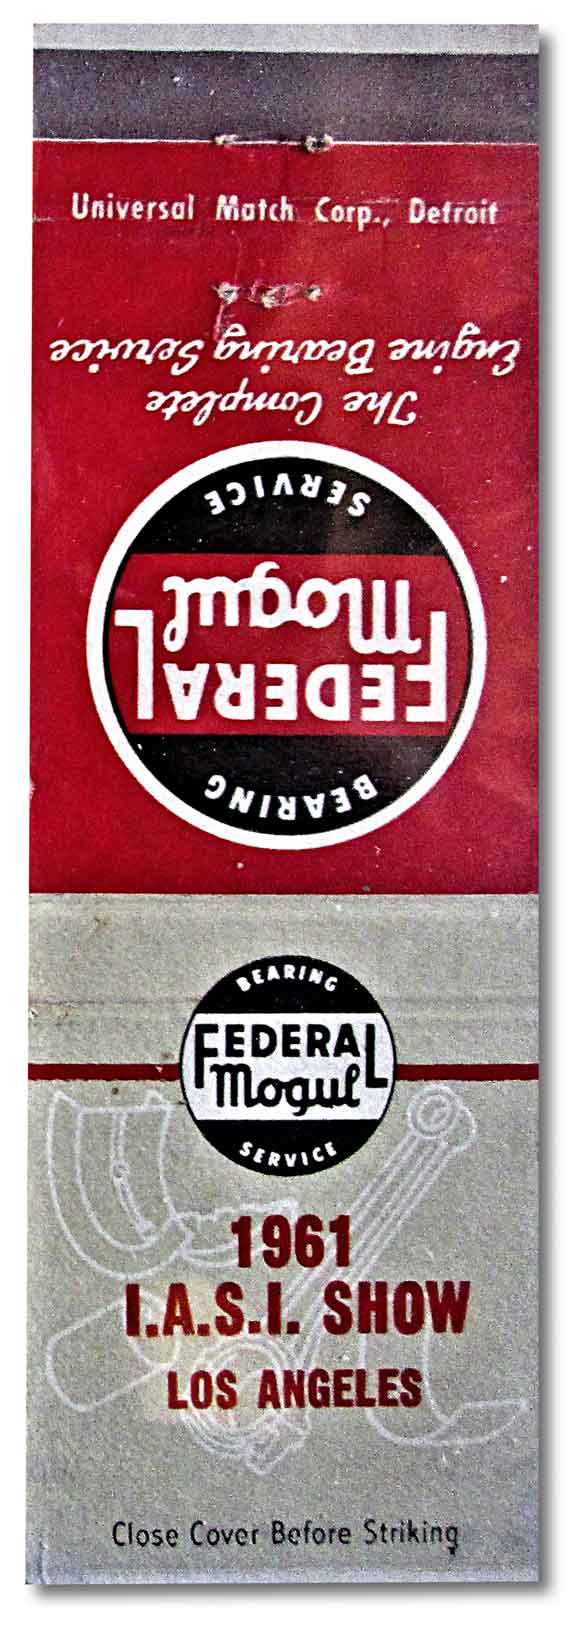 Universal Match Corp., Detroit
The Complete
Engine Bearing Service
BEARING
FEDERAL
Mogul
SERVICE
BEARING
FEDERAL
Mogul
SERVICE
1961
I.A.S.I. SHOW
LOS ANGELES
Close Cover Before Striking